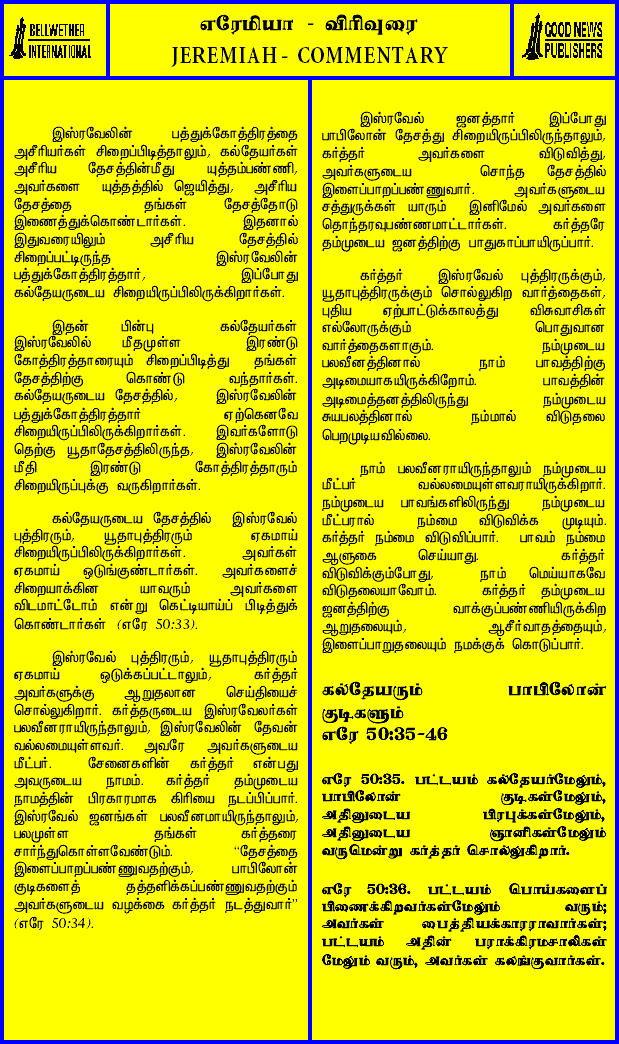 BELLWETHER
INTERNATIONAL
எரேமியா - விரிவுரை
JEREMIAH - COMMENTARY
GOOD NEWS
PUBLISHERS
இஸ்ரவேலின் பத்துக்கோத்திரத்தை
அசீரியர்கள் சிறைப்பிடித்தாலும், கல்தேயர்கள்
அசீரிய தேசத்தின்மீது யுத்தம்பண்ணி,
அவர்களை யுத்தத்தில் ஜெயித்து, அசீரிய
தேசத்தை தங்கள் தேசத்தோடு
இணைத்துக்கொண்டார்கள். இதனால்
இதுவரையிலும் அசீரிய தேசத்தில்
சிறைப்பட்டிருந்த இஸ்ரவேலின்
பத்துக்கோத்திரத்தார், இப்போது
கல்தேயருடைய சிறையிருப்பிலிருக்கிறார்கள்.
இதன் பின்பு கல்தேயர்கள்
இஸ்ரவேலில் மீதமுள்ள இரண்டு
கோத்திரத்தாரையும் சிறைப்பிடித்து தங்கள்
தேசத்திற்கு கொண்டு வந்தார்கள்.
கல்தேயருடைய தேசத்தில், இஸ்ரவேலின்
பத்துக்கோத்திரத்தார் ஏற்கெனவே
சிறையிருப்பிலிருக்கிறார்கள். இவர்களோடு
தெற்கு யூதாதேசத்திலிருந்த, இஸ்ரவேலின்
மீதி இரண்டு கோத்திரத்தாரும்
சிறையிருப்புக்கு வருகிறார்கள்.
கல்தேயருடைய தேசத்தில் இஸ்ரவேல்
புத்திரரும், யூதாபுத்திரரும் ஏகமாய்
சிறையிருப்பிலிருக்கிறார்கள். அவர்கள்
ஏகமாய் ஒடுங்குண்டார்கள். அவர்களைச்
சிறையாக்கின யாவரும் அவர்களை
விடமாட்டோம் என்று கெட்டியாய்ப் பிடித்துக்
கொண்டார்கள் (எரே 50:33).
இஸ்ரவேல் புத்திரரும், யூதாபுத்திரரும்
ஏகமாய் ஒடுக்கப்பட்டாலும், கர்த்தர்
அவர்களுக்கு ஆறுதலான செய்தியைச்
சொல்லுகிறார். கர்த்தருடைய இஸ்ரவேலர்கள்
பலவீனராயிருந்தாலும், இஸ்ரவேலின் தேவன்
வல்லமையுள்ளவர். அவரே அவர்களுடைய
மீட்பர். சேனைகளின் கர்த்தர் என்பது
அவருடைய நாமம். கர்த்தர் தம்முடைய
நாமத்தின் பிரகாரமாக கிரியை நடப்பிப்பார்.
இஸ்ரவேல் ஜனங்கள் பலவீனமாயிருந்தாலும்,
பலமுள்ள தங்கள் கர்த்தரை
சார்ந்துகொள்ளவேண்டும். "தேசத்தை
இளைப்பாறப்பண்ணுவதற்கும், பாபிலோன்
குடிகளைத் தத்தளிக்கப்பண்ணுவதற்கும்
அவர்களுடைய வழக்கை கர்த்தர் நடத்துவார்"
(எரே 50:34).
இஸ்ரவேல் ஜனத்தார் இப்போது
பாபிலோன் தேசத்து சிறையிருப்பிலிருந்தாலும்,
கர்த்தர் அவர்களை விடுவித்து,
அவர்களுடைய சொந்த தேசத்தில்
இளைப்பாறப்பண்ணுவார். அவர்களுடைய
சத்துருக்கள் யாரும் இனிமேல் அவர்களை
தொந்தரவுபண்ணமாட்டார்கள். கர்த்தரே
தம்முடைய ஜனத்திற்கு பாதுகாப்பாயிருப்பார்.
கர்த்தர் இஸ்ரவேல் புத்திரருக்கும்,
யூதாபுத்திரருக்கும் சொல்லுகிற வார்த்தைகள்,
புதிய ஏற்பாட்டுக்காலத்து விசுவாசிகள்
எல்லோருக்கும் பொதுவான
வார்த்தைகளாகும். நம்முடைய
பலவீனத்தினால் நாம் பாவத்திற்கு
அடிமையாகயிருக்கிறோம். பாவத்தின்
அடிமைத்தனத்திலிருந்து நம்முடைய
சுயபலத்தினால் நம்மால் விடுதலை
பெறமுடியவில்லை.
நாம் பலவீனராயிருந்தாலும் நம்முடைய
மீட்பர் வல்லமையுள்ளவராயிருக்கிறார்.
நம்முடைய பாவங்களிலிருந்து நம்முடைய
மீட்பரால் நம்மை விடுவிக்க முடியும்.
கர்த்தர் நம்மை விடுவிப்பார். பாவம் நம்மை
ஆளுகை செய்யாது. கர்த்தர்
விடுவிக்கும்போது, நாம் மெய்யாகவே
விடுதலையாவோம். கர்த்தர் தம்முடைய
ஜனத்திற்கு வாக்குப்பண்ணியிருக்கிற
ஆறுதலையும், ஆசீர்வாதத்தையும்,
இளைப்பாறுதலையும் நமக்குக் கொடுப்பார்.
கல்தேயரும் பாபிலோன்
குடிகளும்
எரே 50:35-46
எரே 50:35. பட்டயம் கல்தேயர்மேலும்,
பாபிலோன் குடிகள்மேலும்,
அதினுடைய பிரபுக்கள்மேலும்,
அதினுடைய ஞானிகள்மேலும்
வருமென்று கர்த்தர் சொல்லுகிறார்.
எரே 50:36. பட்டயம் பொய்களைப்
பிணைக்கிறவர்கள்மேலும் வரும்;
அவர்கள் பைத்தியக்காரராவார்கள்;
பட்டயம் அதின் பராக்கிரமசாலிகள்
மேலும் வரும், அவர்கள் கலங்குவார்கள்.